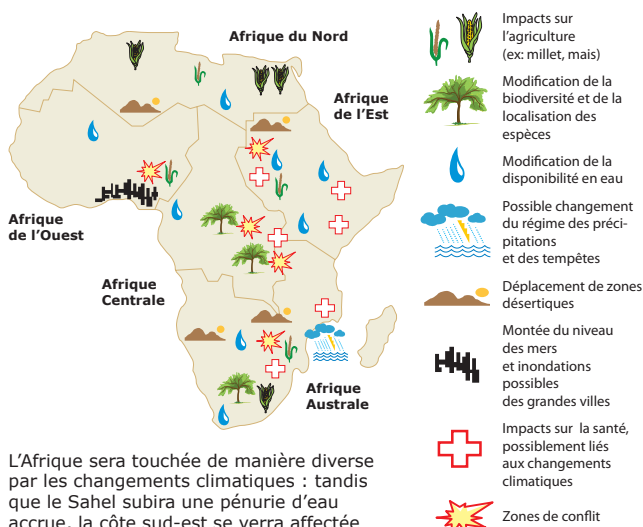 Afrique du Nord
Afrique
de l'Est
Afrique
de l'Ouest
Afrique
Centrale
Afrique
Australe
Impacts sur
l'agriculture
(ex: millet, mais)
Modification de la
biodiversité et de la
localisation des
espèces
Modification de la
disponibilité en eau
Possible changement
du régime des préci-
pitations
et des tempêtes
Déplacement de zones
désertiques
Montée du niveau
des mers
et inondations
possibles
des grandes villes
Impacts sur la santé,
possiblement liés
aux changements
climatiques
Zones de conflit
L'Afrique sera touchée de manière diverse
par les changements climatiques : tandis
que le Sahel subira une pénurie d'eau
accrue, la côte sud-est se verra affectée